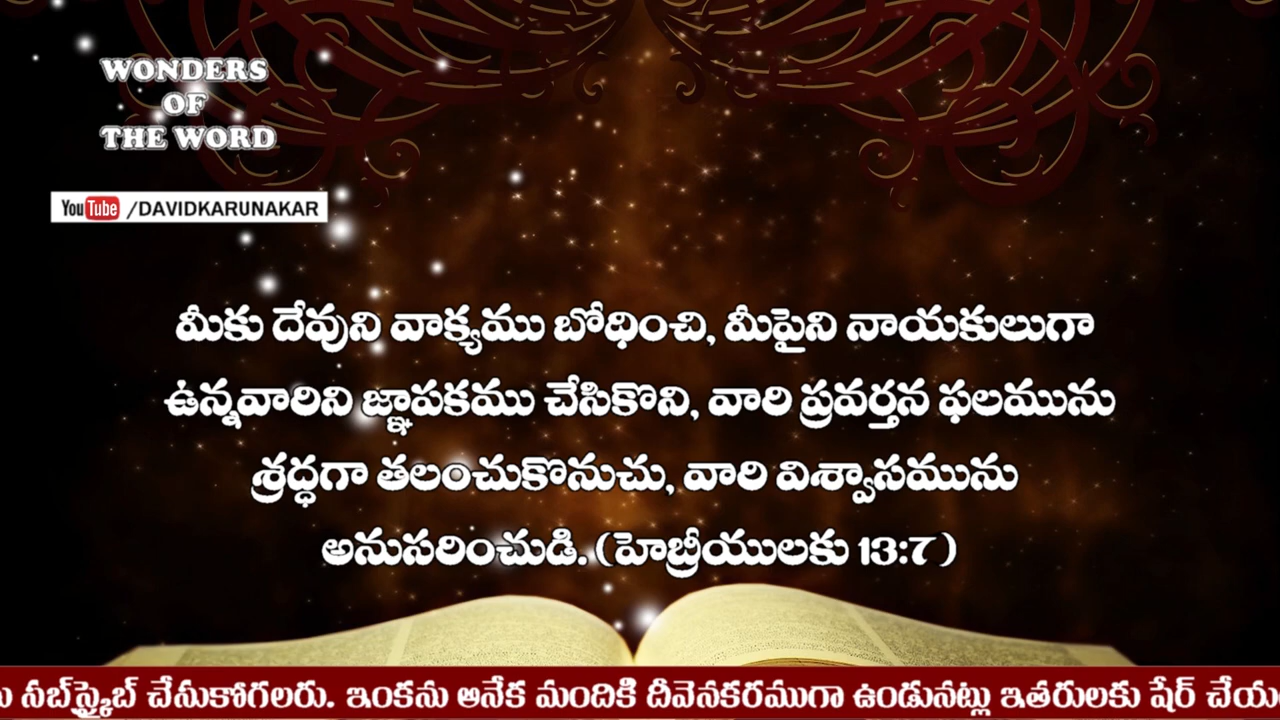 WONDERS
OF
THE WORD
YouTube /DAVIDKARUNAKAR
మీకు దేవుని వాక్యము బోధించి, మీపైని నాయకులుగా
ఉన్నవారిని జ్ఞాపకము చేసికొని, వారి ప్రవర్తన ఫలమును
శ్రద్ధగా తలంచుకొనుచు, వారి విశ్వాసమును
అనుసరించుడి. (హెబ్రీయులకు 13:7)
సబ్‌స్క్రైబ్ చేసుకోగలరు. ఇంకను అనేక మందికి దీవెనకరముగా ఉండునట్లు ఇతరులకు షేర్ చేయ